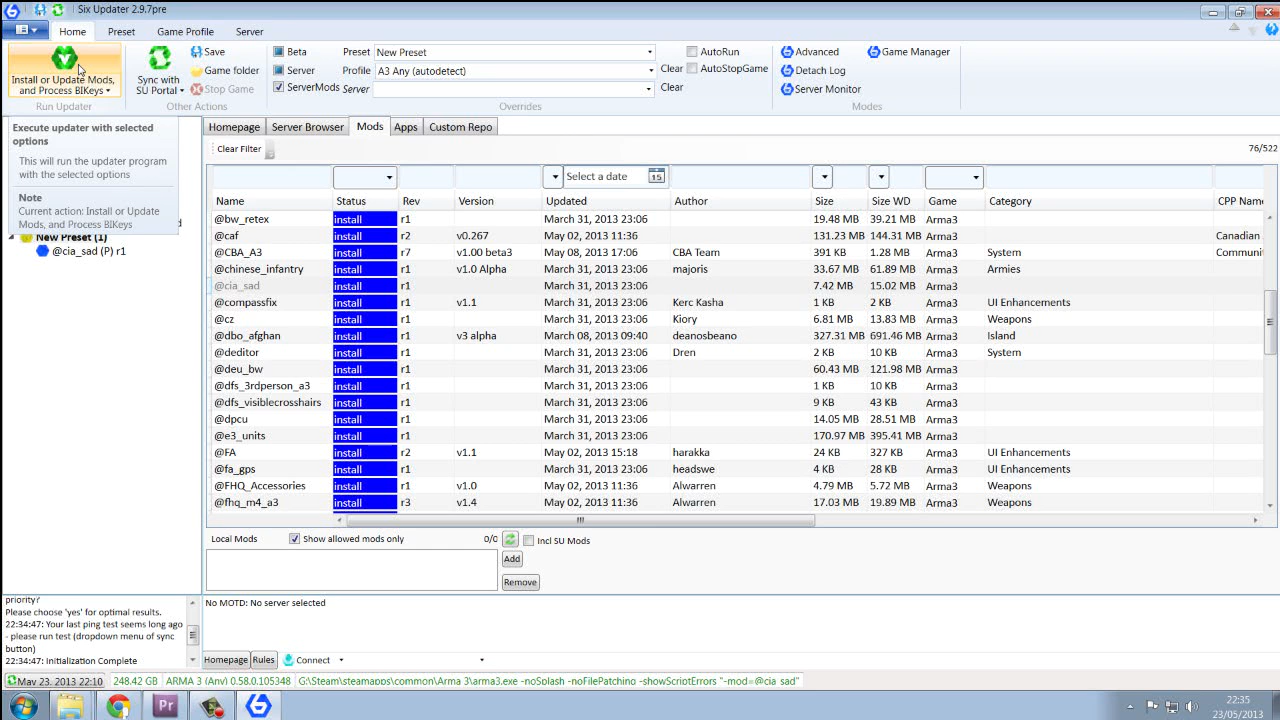 Six Updater 2.9.7pre
Home Preset Game Profile Server
Install or Update Mods, and Process BIKeys
Run Updater
Sync with SU Portal
Save
Game folder
Stop Game
Other Actions
Beta
Server
ServerMods
Preset New Preset
Profile A3 Any (autodetect)
Server
Clear
Clear
AutoRun
AutoStopGame
Overrides
Advanced
Detach Log
Server Monitor
Game Manager
Modes
Execute updater with selected options
This will run the updater program with the selected options
Note
Current action: Install or Update Mods, and Process BIKeys
d
New Preset (1)
@cia_sad (P) r1
Homepage Server Browser Mods Apps Custom Repo
Clear Filter 76/522
Select a date 15
Name Status Rev Version Updated Author Size Size WD Game Category CPP Name
@bw_retex install r1 March 31, 2013 23:06 19.48 MB 39.21 MB Arma3
@caf install r2 v0.267 May 02, 2013 11:36 131.23 MB 144.31 MB Arma3 Canadian
@CBA_A3 install r7 v1.00 beta3 May 08, 2013 17:06 CBA Team 391 KB 1.28 MB Arma3 System Communi
@chinese_infantry install r1 v1.0 Alpha March 31, 2013 23:06 majoris 33.67 MB 61.89 MB Arma3 Armies
@cia_sad install r1 March 31, 2013 23:06 7.42 MB 15.02 MB Arma3
@compassfix install r1 v1.1 March 31, 2013 23:06 Kerc Kasha 1 KB 2 KB Arma3 UI Enhancements
@cz install r1 March 31, 2013 23:06 Kiory 6.81 MB 13.83 MB Arma3 Weapons
@dbo_afghan install r1 v3 alpha March 08, 2013 09:40 deanosbeano 327.31 MB 691.46 MB Arma3 Island
@deditor install r1 March 31, 2013 23:06 Dren 2 KB 10 KB Arma3 System
@deu_bw install r1 March 31, 2013 23:06 60.43 MB 121.98 MB Arma3
@dfs_3rdperson_a3 install r1 March 31, 2013 23:06 1 KB 10 KB Arma3
@dfs_visiblecrosshairs install r1 March 31, 2013 23:06 9 KB 43 KB Arma3
@dpcu install r1 March 31, 2013 23:06 14.05 MB 28.51 MB Arma3
@e3_units install r1 March 31, 2013 23:06 170.97 MB 395.41 MB Arma3
@FA install r2 v1.1 May 02, 2013 15:18 harakka 24 KB 327 KB Arma3 UI Enhancements
@fa_gps install r1 March 31, 2013 23:06 headswe 4 KB 28 KB Arma3 UI Enhancements
@FHQ_Accessories install r1 v1.0 May 02, 2013 11:36 Alwarren 4.79 MB 5.72 MB Arma3 Weapons
@fhq_m4_a3 install r3 v1.4 May 02, 2013 11:36 Alwarren 17.03 MB 19.89 MB Arma3 Weapons
Local Mods Show allowed mods only 0/0 Incl SU Mods
Add
Remove
priority?
Please choose 'yes' for optimal results.
22:34:47: Your last ping test seems long ago
- please run test (dropdown menu of sync
button)
22:34:47: Initialization Complete
No MOTD: No server selected
Homepage Rules Connect
May 23, 2013 22:10 248.42 GB ARMA 3 (Any) 0.58.0.105348 G:\Steam\steamapps\common\Arma 3\arma3.exe -noSplash -noFilePatching -showScriptErrors "-mod=@cia_sad"
Pr
22:35
23/05/2013